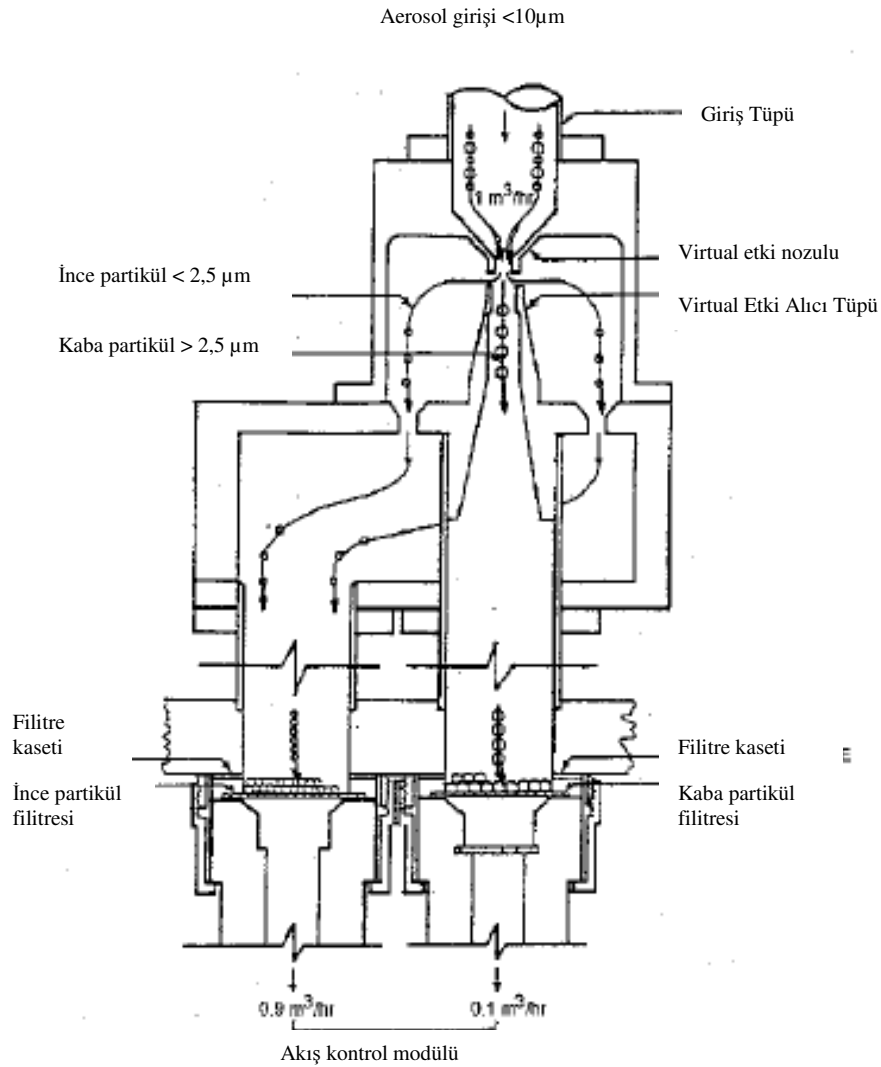 Aerosol girişi <10µm
Giriş Tüpü
1 m³/hr
Virtual etki nozulu
İnce partikül < 2,5 µm
Virtual Etki Alıcı Tüpü
Kaba partikül > 2,5 µm
Filitre
kaseti
Filitre kaseti
İnce partikül
filitresi
Kaba partikül
filitresi
0.9 m³/hr
0.1 m³/hr
Akış kontrol modülü